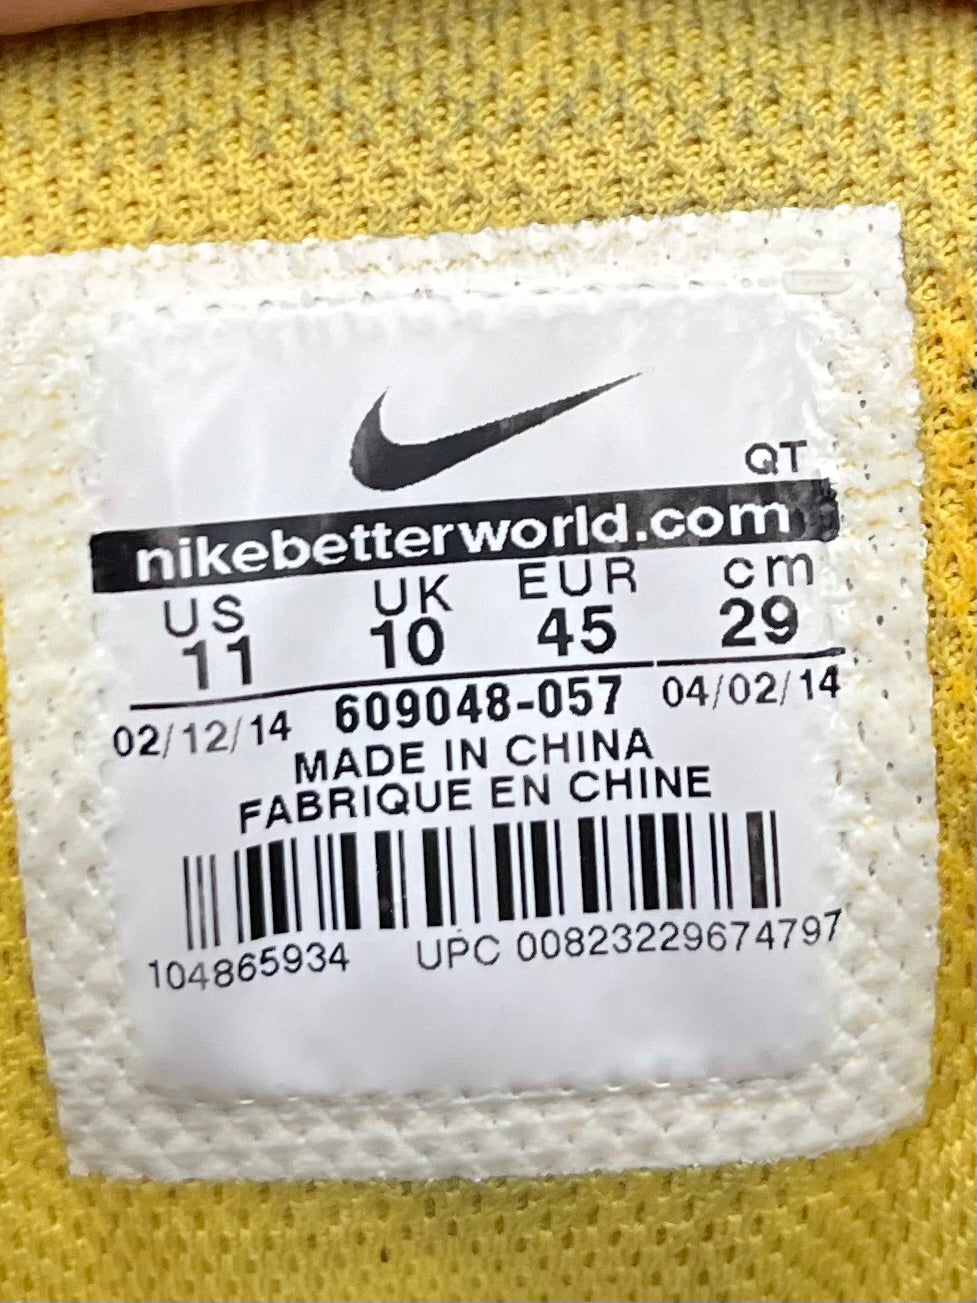 QT
nikebetterworld.com
US UK EUR cm
11 10 45 29
02/12/14 609048-057 04/02/14
MADE IN CHINA
FABRIQUE EN CHINE
104865934 UPC 00823229674797